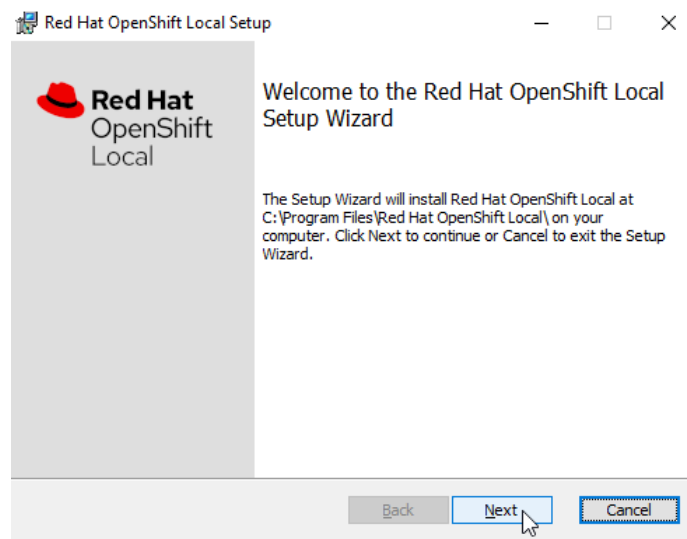 Red Hat OpenShift Local Setup
Red Hat
OpenShift
Local
Welcome to the Red Hat OpenShift Local
Setup Wizard
The Setup Wizard will install Red Hat OpenShift Local at
C:\Program Files\Red Hat OpenShift Local\ on your
computer. Click Next to continue or Cancel to exit the Setup
Wizard.
Back
Next
Cancel